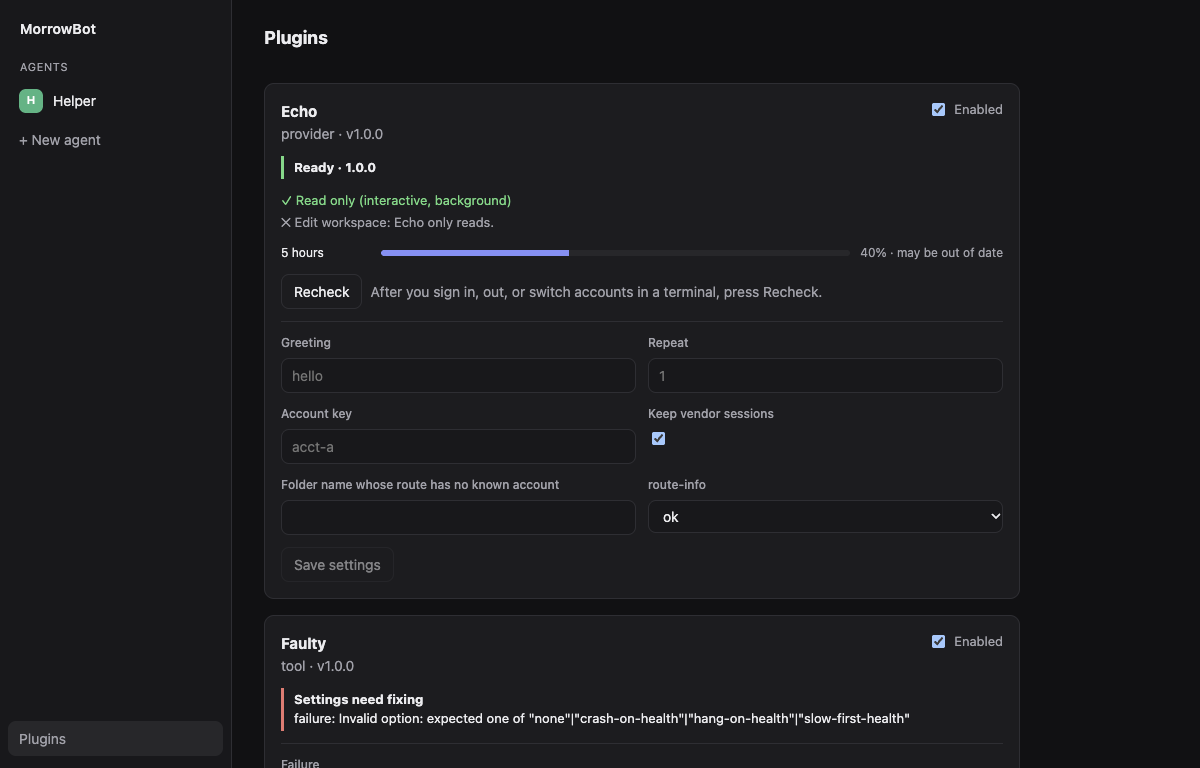 MorrowBot
AGENTS
H Helper
+ New agent
Plugins
Plugins
Echo
Enabled
provider · v1.0.0
Ready · 1.0.0
✓ Read only (interactive, background)
✕ Edit workspace: Echo only reads.
5 hours
40% · may be out of date
Recheck
After you sign in, out, or switch accounts in a terminal, press Recheck.
Greeting
hello
Repeat
1
Account key
acct-a
Keep vendor sessions
Folder name whose route has no known account
route-info
ok
Save settings
Faulty
Enabled
tool · v1.0.0
Settings need fixing
failure: Invalid option: expected one of "none"|"crash-on-health"|"hang-on-health"|"slow-first-health"
Failure